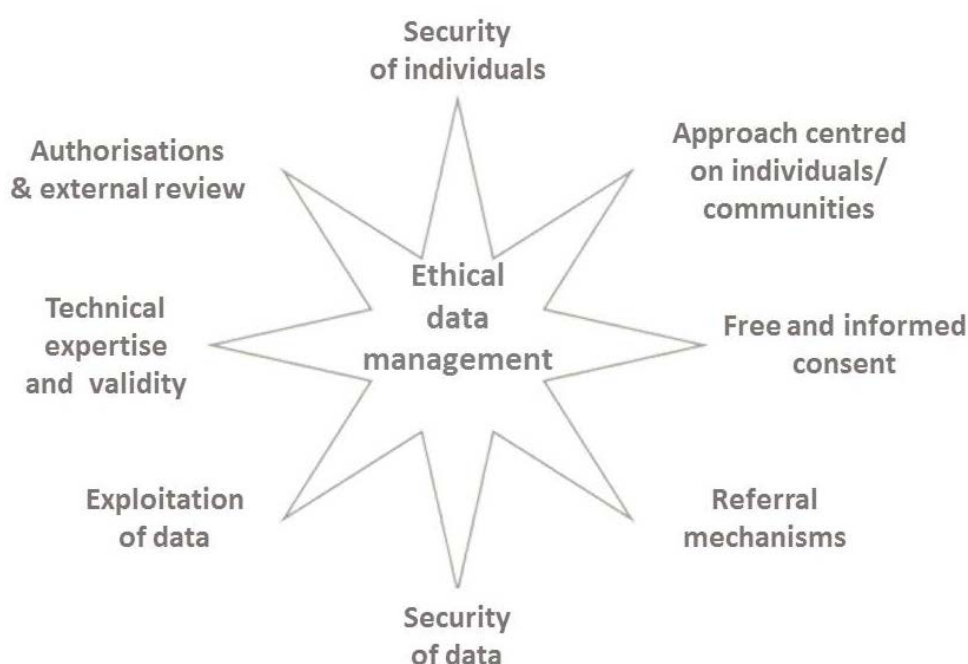 Security
of individuals
Authorisations
& external review
Approach centred
on individuals/
communities
Ethical
data
management
Technical
expertise
and validity
Free and informed
consent
Exploitation
of data
Referral
mechanisms
Security
of data